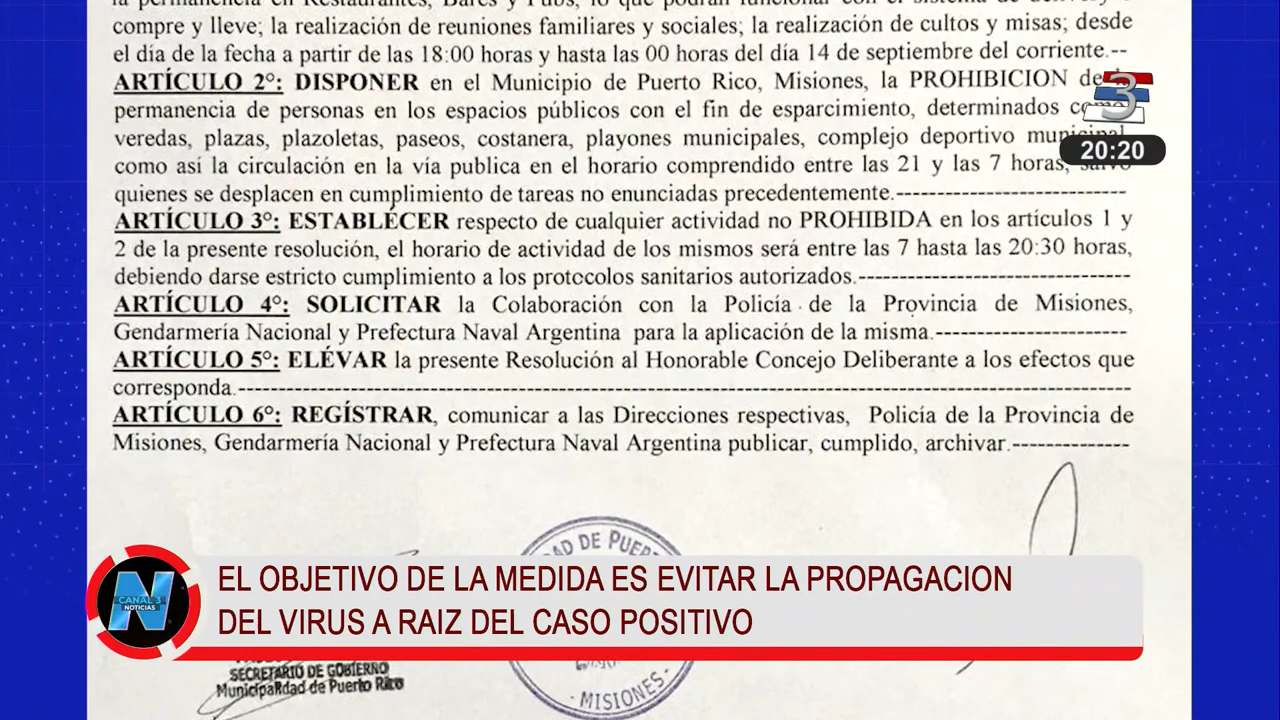 la permanencia en Restaurantes, Bares y Pubs, lo que podrán funcionar con el sistema de delivery o
compre y lleve; la realización de reuniones familiares y sociales; la realización de cultos y misas; desde
el día de la fecha a partir de las 18:00 horas y hasta las 00 horas del día 14 de septiembre del corriente.--
ARTÍCULO 2°: DISPONER en el Municipio de Puerto Rico, Misiones, la PROHIBICION de la
permanencia de personas en los espacios públicos con el fin de esparcimiento, determinados como
veredas, plazas, plazoletas, paseos, costanera, playones municipales, complejo deportivo municipal,
como así la circulación en la vía publica en el horario comprendido entre las 21 y las 7 horas, salvo
quienes se desplacen en cumplimiento de tareas no enunciadas precedentemente.----------------------------
ARTÍCULO 3°: ESTABLÉCER respecto de cualquier actividad no PROHIBIDA en los artículos 1 y
2 de la presente resolución, el horario de actividad de los mismos será entre las 7 hasta las 20:30 horas,
debiendo darse estricto cumplimiento a los protocolos sanitarios autorizados.---------------------------------
ARTÍCULO 4°: SOLICITAR la Colaboración con la Policía de la Provincia de Misiones,
Gendarmería Nacional y Prefectura Naval Argentina para la aplicación de la misma.-----------------------
ARTÍCULO 5°: ELÉVAR la presente Resolución al Honorable Concejo Deliberante a los efectos que
corresponda.--------------------------------------------------------------------------------------------------------------
ARTÍCULO 6°: REGÍSTRAR, comunicar a las Direcciones respectivas, Policía de la Provincia de
Misiones, Gendarmería Nacional y Prefectura Naval Argentina publicar, cumplido, archivar.--------------
3
20:20
DE PUER
CANAL 3
NOTICIAS
N
EL OBJETIVO DE LA MEDIDA ES EVITAR LA PROPAGACION
DEL VIRUS A RAIZ DEL CASO POSITIVO
SECRETARIO DE GOBIERNO
Municipalidad de Puerto Rico
- MISIONES -